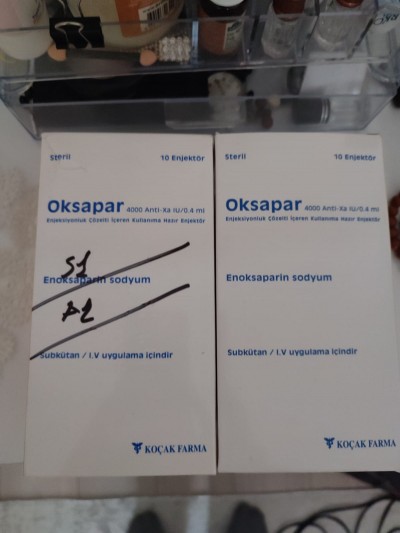 Steril 10 Enjektör
Oksapar 4000 Anti-Xa IU/0.4 ml
Enjeksiyonluk Çözelti İçeren Kullanıma Hazır Enjektör
S1
Enoksaparin sodyum
A1
Subkütan / I.V uygulama içindir
KOÇAK FARMA
Steril 10 Enjektör
Oksapar 4000 Anti-Xa IU/0.4 ml
Enjeksiyonluk Çözelti İçeren Kullanıma Hazır Enjektör
Enoksaparin sodyum
Subkütan / I.V uygulama içindir
KOÇAK FARMA